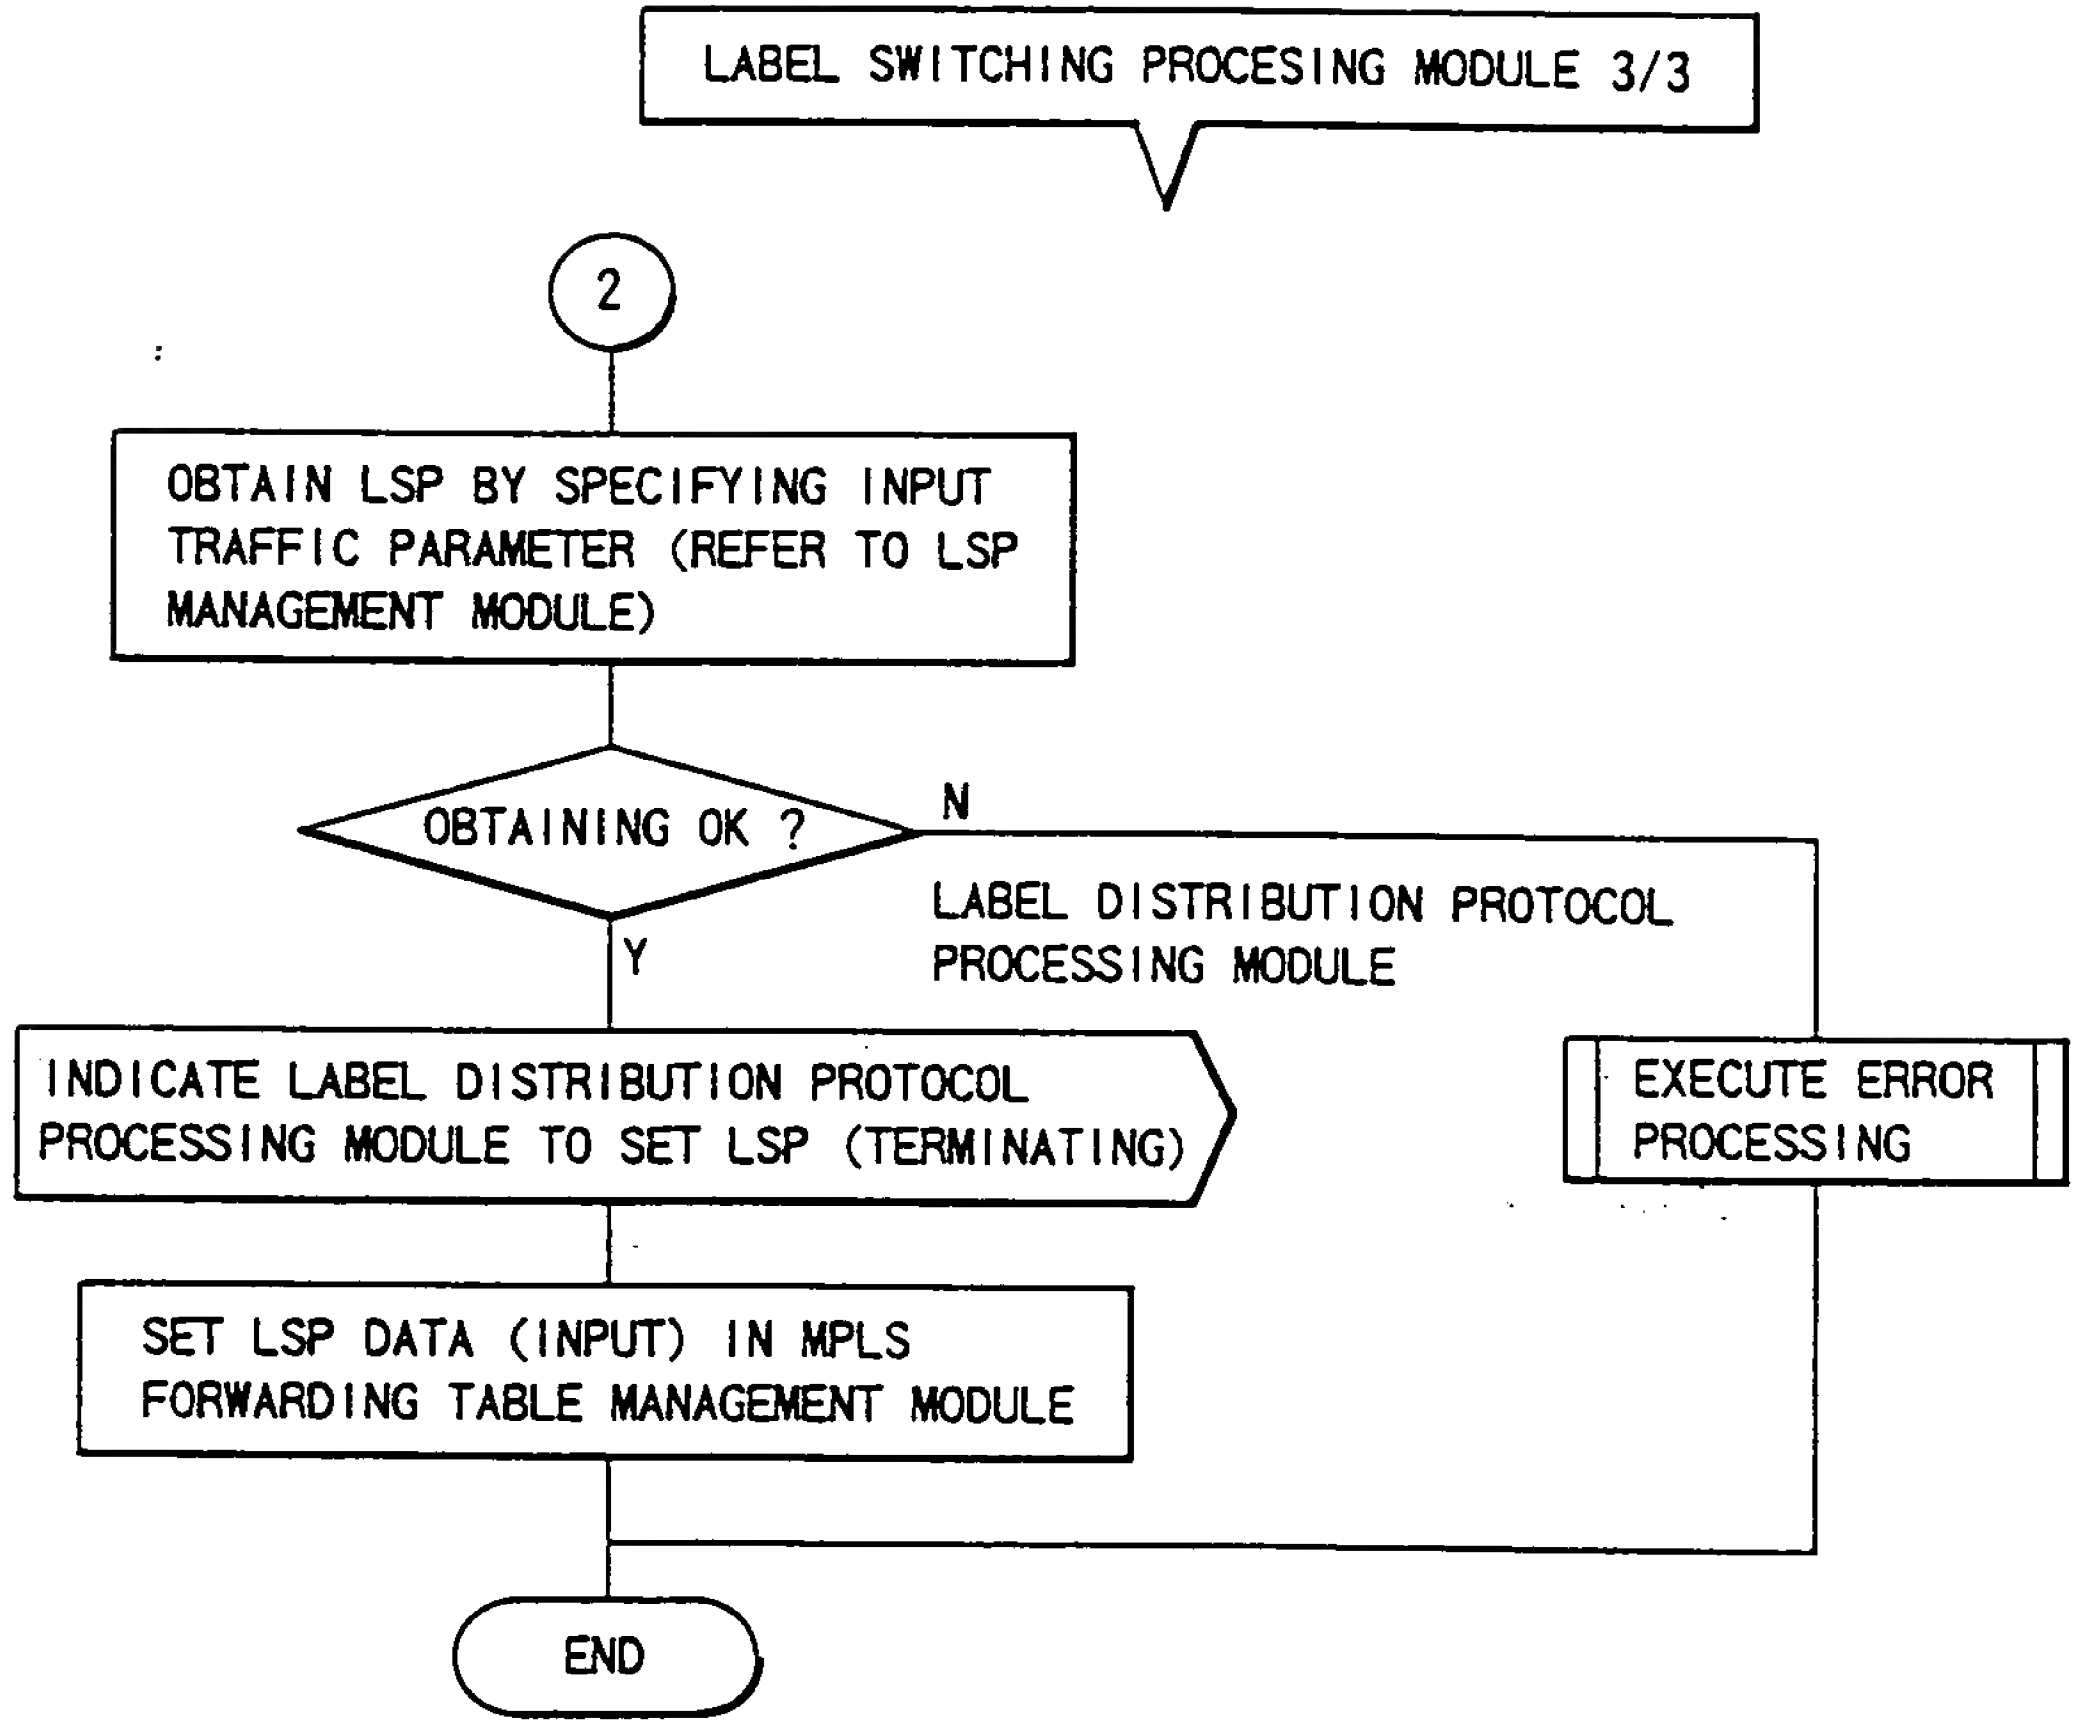 LABEL SWITCHING PROCESING MODULE 3/3
2
OBTAIN LSP BY SPECIFYING INPUT
TRAFFIC PARAMETER (REFER TO LSP
MANAGEMENT MODULE)
OBTAINING OK ?
N
Y
LABEL DISTRIBUTION PROTOCOL
PROCESSING MODULE
INDICATE LABEL DISTRIBUTION PROTOCOL
PROCESSING MODULE TO SET LSP (TERMINATING)
EXECUTE ERROR
PROCESSING
SET LSP DATA (INPUT) IN MPLS
FORWARDING TABLE MANAGEMENT MODULE
END